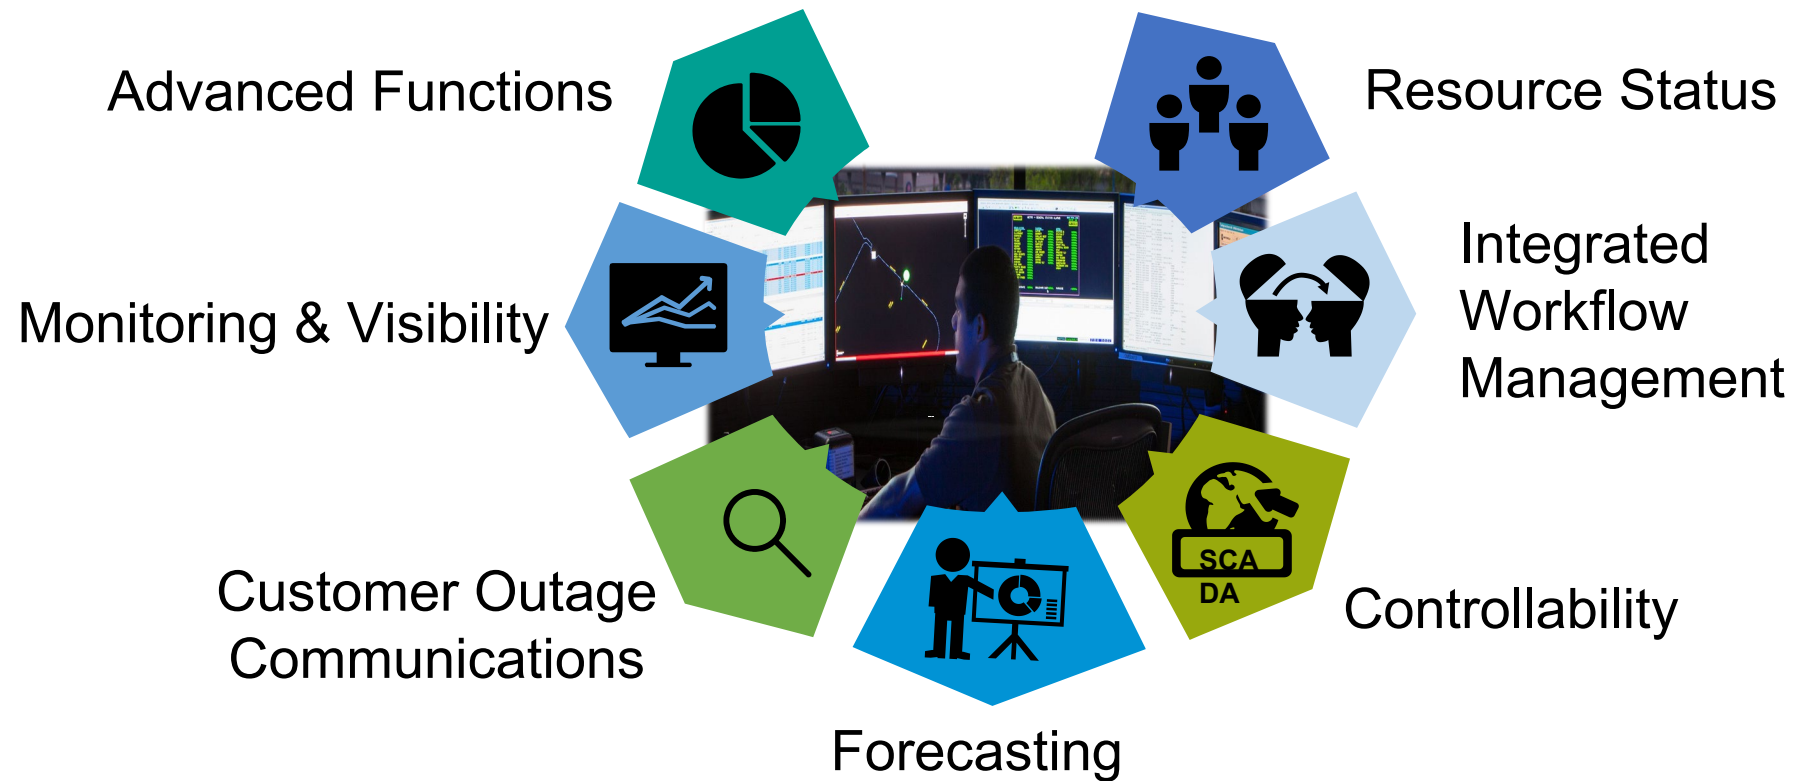 Advanced Functions
Resource Status
Monitoring & Visibility
Integrated
Workflow
Management
SCA
DA
Customer Outage
Communications
Controllability
Forecasting